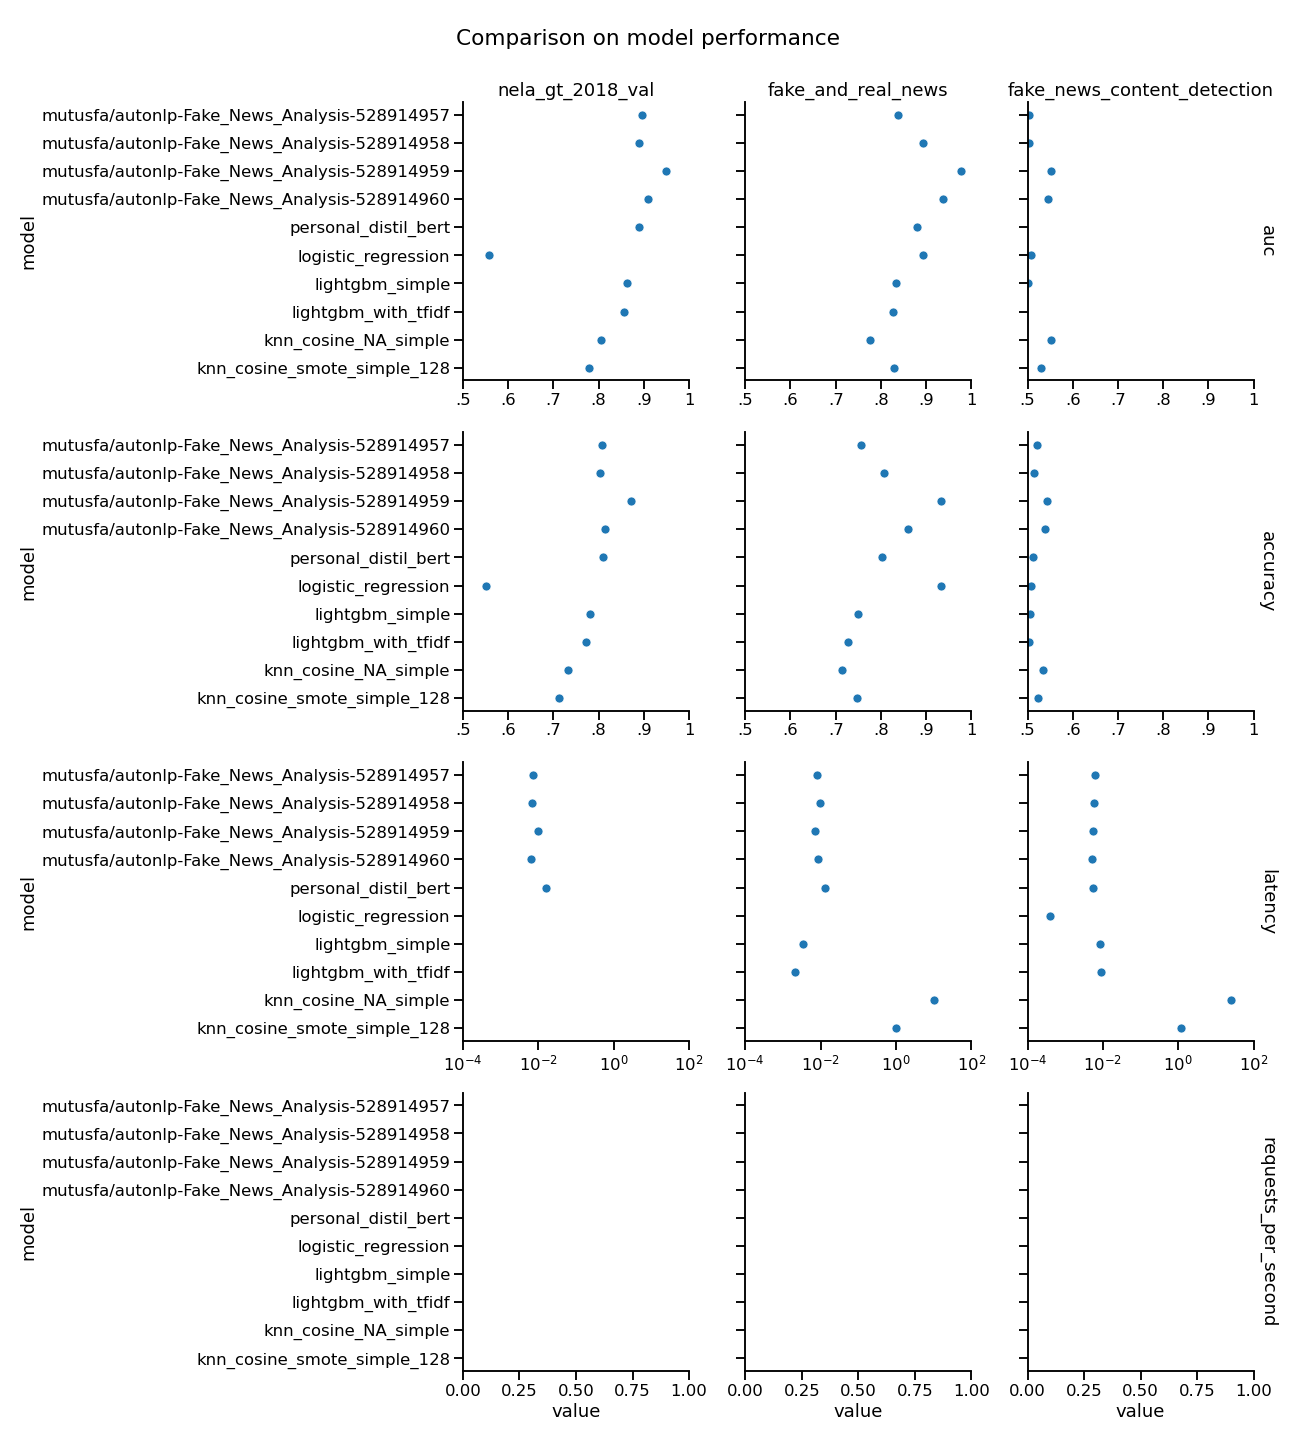 Comparison on model performance
nela_gt_2018_val
fake_and_real_news
fake_news_content_detection
model
mutusfa/autonlp-Fake_News_Analysis-528914957
mutusfa/autonlp-Fake_News_Analysis-528914958
mutusfa/autonlp-Fake_News_Analysis-528914959
mutusfa/autonlp-Fake_News_Analysis-528914960
personal_distil_bert
logistic_regression
lightgbm_simple
lightgbm_with_tfidf
knn_cosine_NA_simple
knn_cosine_smote_simple_128
auc
.5 .6 .7 .8 .9 1
.5 .6 .7 .8 .9 1
.5 .6 .7 .8 .9 1
model
mutusfa/autonlp-Fake_News_Analysis-528914957
mutusfa/autonlp-Fake_News_Analysis-528914958
mutusfa/autonlp-Fake_News_Analysis-528914959
mutusfa/autonlp-Fake_News_Analysis-528914960
personal_distil_bert
logistic_regression
lightgbm_simple
lightgbm_with_tfidf
knn_cosine_NA_simple
knn_cosine_smote_simple_128
accuracy
.5 .6 .7 .8 .9 1
.5 .6 .7 .8 .9 1
.5 .6 .7 .8 .9 1
model
mutusfa/autonlp-Fake_News_Analysis-528914957
mutusfa/autonlp-Fake_News_Analysis-528914958
mutusfa/autonlp-Fake_News_Analysis-528914959
mutusfa/autonlp-Fake_News_Analysis-528914960
personal_distil_bert
logistic_regression
lightgbm_simple
lightgbm_with_tfidf
knn_cosine_NA_simple
knn_cosine_smote_simple_128
latency
10⁻⁴ 10⁻² 10⁰ 10²
10⁻⁴ 10⁻² 10⁰ 10²
10⁻⁴ 10⁻² 10⁰ 10²
model
mutusfa/autonlp-Fake_News_Analysis-528914957
mutusfa/autonlp-Fake_News_Analysis-528914958
mutusfa/autonlp-Fake_News_Analysis-528914959
mutusfa/autonlp-Fake_News_Analysis-528914960
personal_distil_bert
logistic_regression
lightgbm_simple
lightgbm_with_tfidf
knn_cosine_NA_simple
knn_cosine_smote_simple_128
requests_per_second
0.00 0.25 0.50 0.75 1.00
0.00 0.25 0.50 0.75 1.00
0.00 0.25 0.50 0.75 1.00
value
value
value